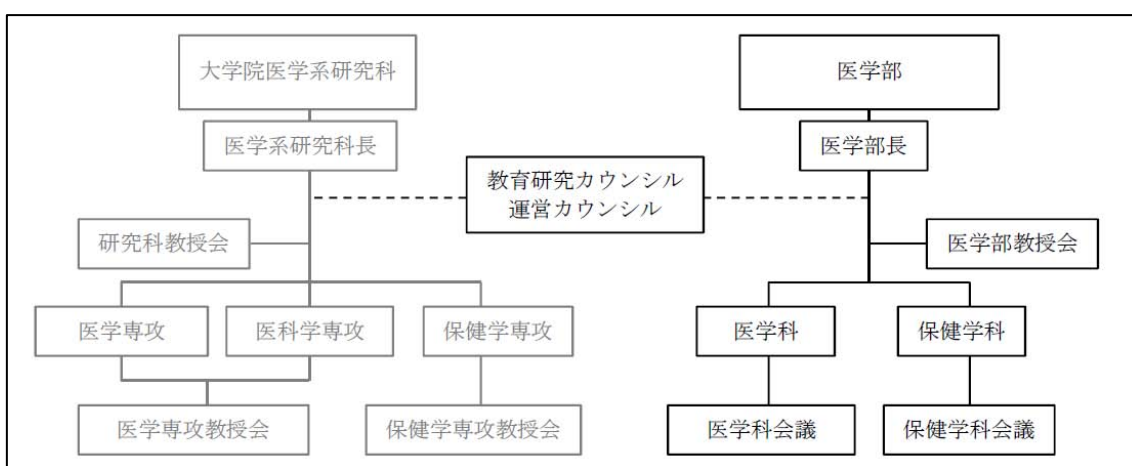 大学院医学系研究科
医学部
医学系研究科長
医学部長
教育研究カウンシル
運営カウンシル
研究科教授会
医学部教授会
医学専攻
医科学専攻
保健学専攻
医学科
保健学科
医学専攻教授会
保健学専攻教授会
医学科会議
保健学科会議